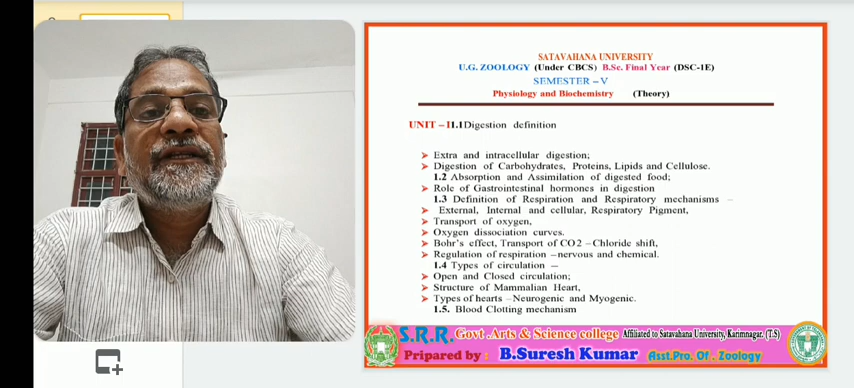 SATAVAHANA UNIVERSITY
U.G. ZOOLOGY (Under CBCS) B.Sc. Final Year (DSC-1E)
SEMESTER – V
Physiology and Biochemistry (Theory)
UNIT – I1.1Digestion definition
➤ Extra and intracellular digestion;
➤ Digestion of Carbohydrates, Proteins, Lipids and Cellulose.
1.2 Absorption and Assimilation of digested food;
➤ Role of Gastrointestinal hormones in digestion
1.3 Definition of Respiration and Respiratory mechanisms –
➤ External, Internal and cellular, Respiratory Pigment,
➤ Transport of oxygen,
➤ Oxygen dissociation curves.
➤ Bohr's effect, Transport of CO2 – Chloride shift,
➤ Regulation of respiration –nervous and chemical.
1.4 Types of circulation –
➤ Open and Closed circulation;
➤ Structure of Mammalian Heart,
➤ Types of hearts –Neurogenic and Myogenic.
1.5. Blood Clotting mechanism
S.R.R. Govt .Arts & Science college Affiliated to Satavahana University, Karimnagar, (T.S)
Pripared by : B.Suresh Kumar Asst.Pro. Of . Zoology